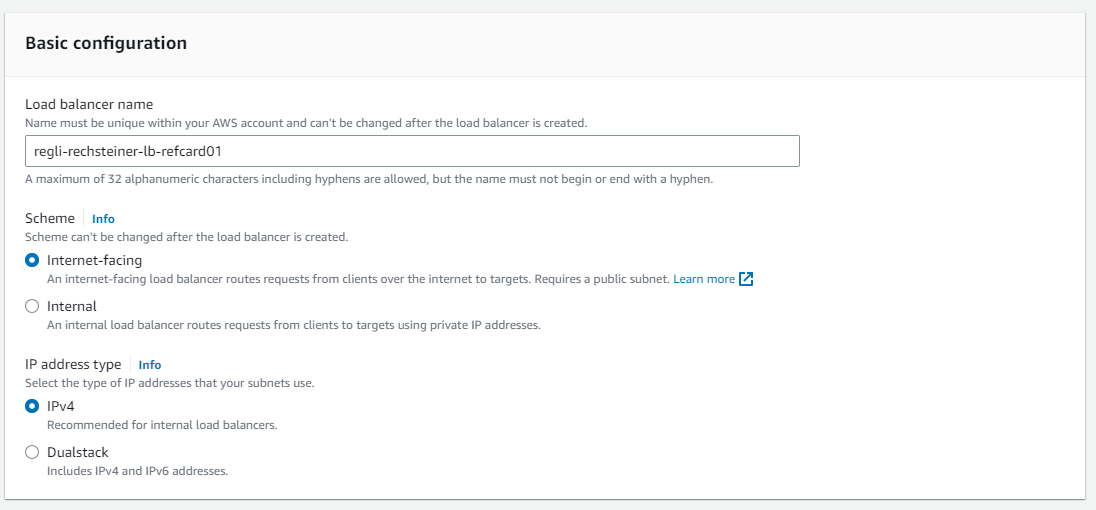 Basic configuration
Load balancer name
Name must be unique within your AWS account and can't be changed after the load balancer is created.
regli-rechsteiner-lb-refcard01
A maximum of 32 alphanumeric characters including hyphens are allowed, but the name must not begin or end with a hyphen.
Scheme Info
Scheme can't be changed after the load balancer is created.
Internet-facing
An internet-facing load balancer routes requests from clients over the internet to targets. Requires a public subnet. Learn more
Internal
An internal load balancer routes requests from clients to targets using private IP addresses.
IP address type Info
Select the type of IP addresses that your subnets use.
IPv4
Recommended for internal load balancers.
Dualstack
Includes IPv4 and IPv6 addresses.